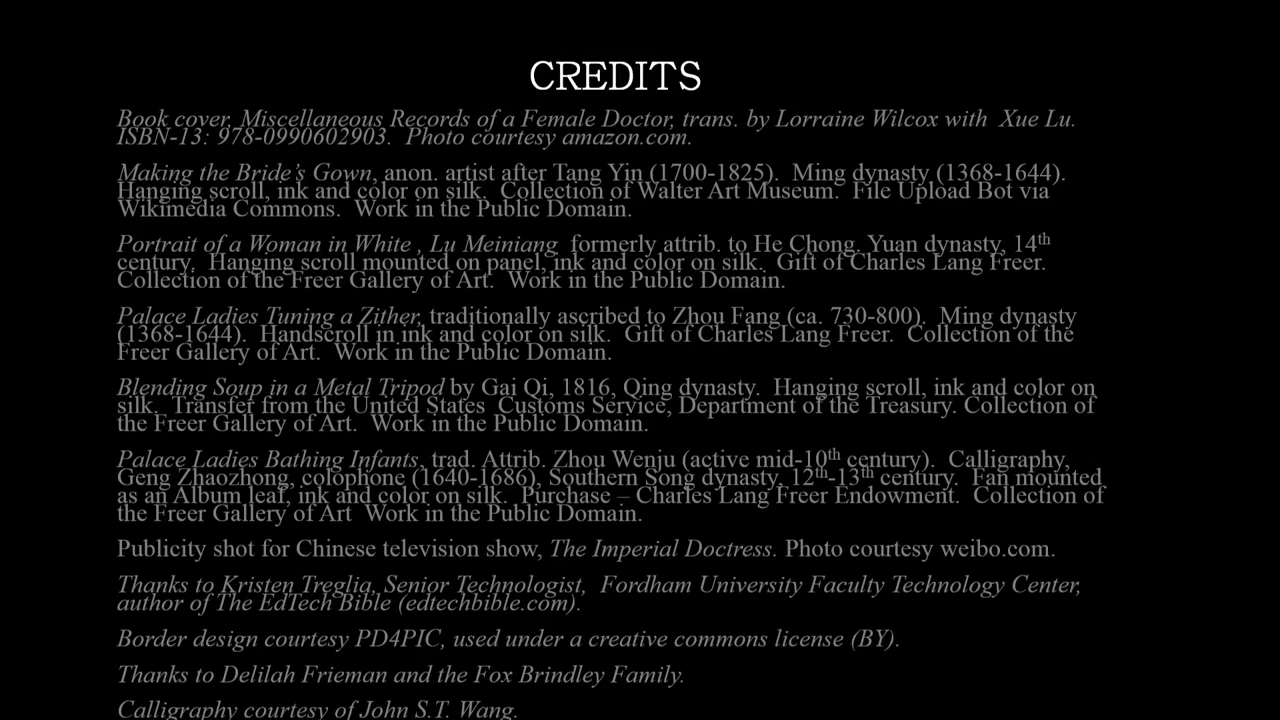 CREDITS
Book cover, Miscellaneous Records of a Female Doctor, trans. by Lorraine Wilcox with  Xue Lu.
ISBN-13: 978-0990602903.  Photo courtesy amazon.com.
Making the Bride’s Gown, anon. artist after Tang Yin (1700-1825).  Ming dynasty (1368-1644).
Hanging scroll, ink and color on silk.  Collection of Walter Art Museum.  File Upload Bot via
Wikimedia Commons.  Work in the Public Domain.
Portrait of a Woman in White , Lu Meiniang  formerly attrib. to He Chong. Yuan dynasty, 14th
century.  Hanging scroll mounted on panel, ink and color on silk.  Gift of Charles Lang Freer.
Collection of the Freer Gallery of Art.  Work in the Public Domain.
Palace Ladies Tuning a Zither, traditionally ascribed to Zhou Fang (ca. 730-800).  Ming dynasty
(1368-1644).  Handscroll in ink and color on silk.  Gift of Charles Lang Freer.  Collection of the
Freer Gallery of Art.  Work in the Public Domain.
Blending Soup in a Metal Tripod by Gai Qi, 1816, Qing dynasty.  Hanging scroll, ink and color on
silk.  Transfer from the United States  Customs Service, Department of the Treasury. Collection of
the Freer Gallery of Art.  Work in the Public Domain.
Palace Ladies Bathing Infants, trad. Attrib. Zhou Wenju (active mid-10th century).  Calligraphy,
Geng Zhaozhong, colophone (1640-1686), Southern Song dynasty, 12th-13th century.  Fan mounted
as an Album leaf, ink and color on silk.  Purchase – Charles Lang Freer Endowment.  Collection of
the Freer Gallery of Art  Work in the Public Domain.
Publicity shot for Chinese television show, The Imperial Doctress. Photo courtesy weibo.com.
Thanks to Kristen Treglia, Senior Technologist,  Fordham University Faculty Technology Center,
author of The EdTech Bible (edtechbible.com).
Border design courtesy PD4PIC, used under a creative commons license (BY).
Thanks to Delilah Frieman and the Fox Brindley Family.
Calligraphy courtesy of John S.T. Wang.